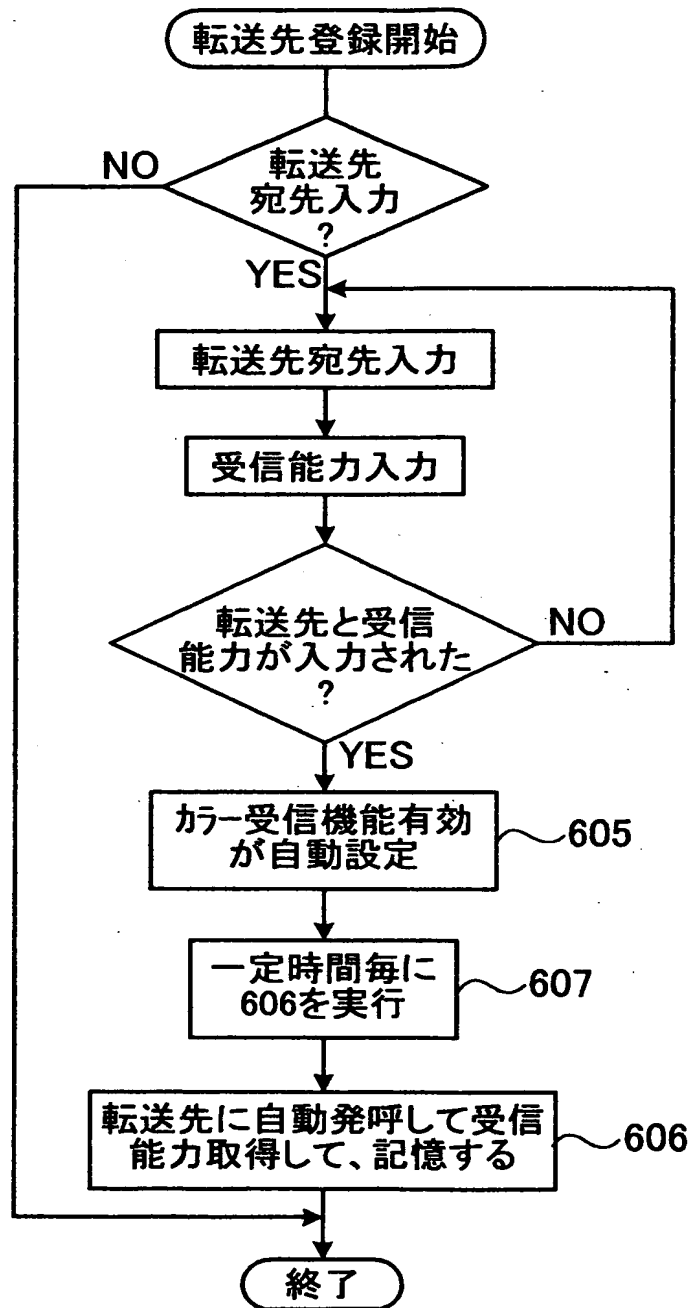 転送先登録開始
NO
転送先
宛先入力
?
YES
転送先宛先入力
受信能力入力
転送先と受信
能力が入力された
?
NO
YES
カラー受信機能有効
が自動設定
605
一定時間毎に
606を実行
607
転送先に自動発呼して受信
能力取得して、記憶する
606
終了